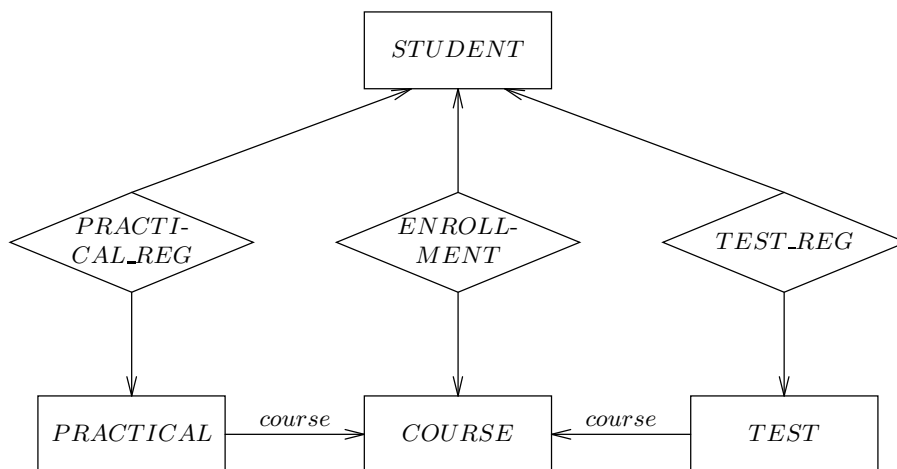 STUDENT
PRACTI-
CAL_REG
ENROLL-
MENT
TEST_REG
PRACTICAL
course
COURSE
course
TEST